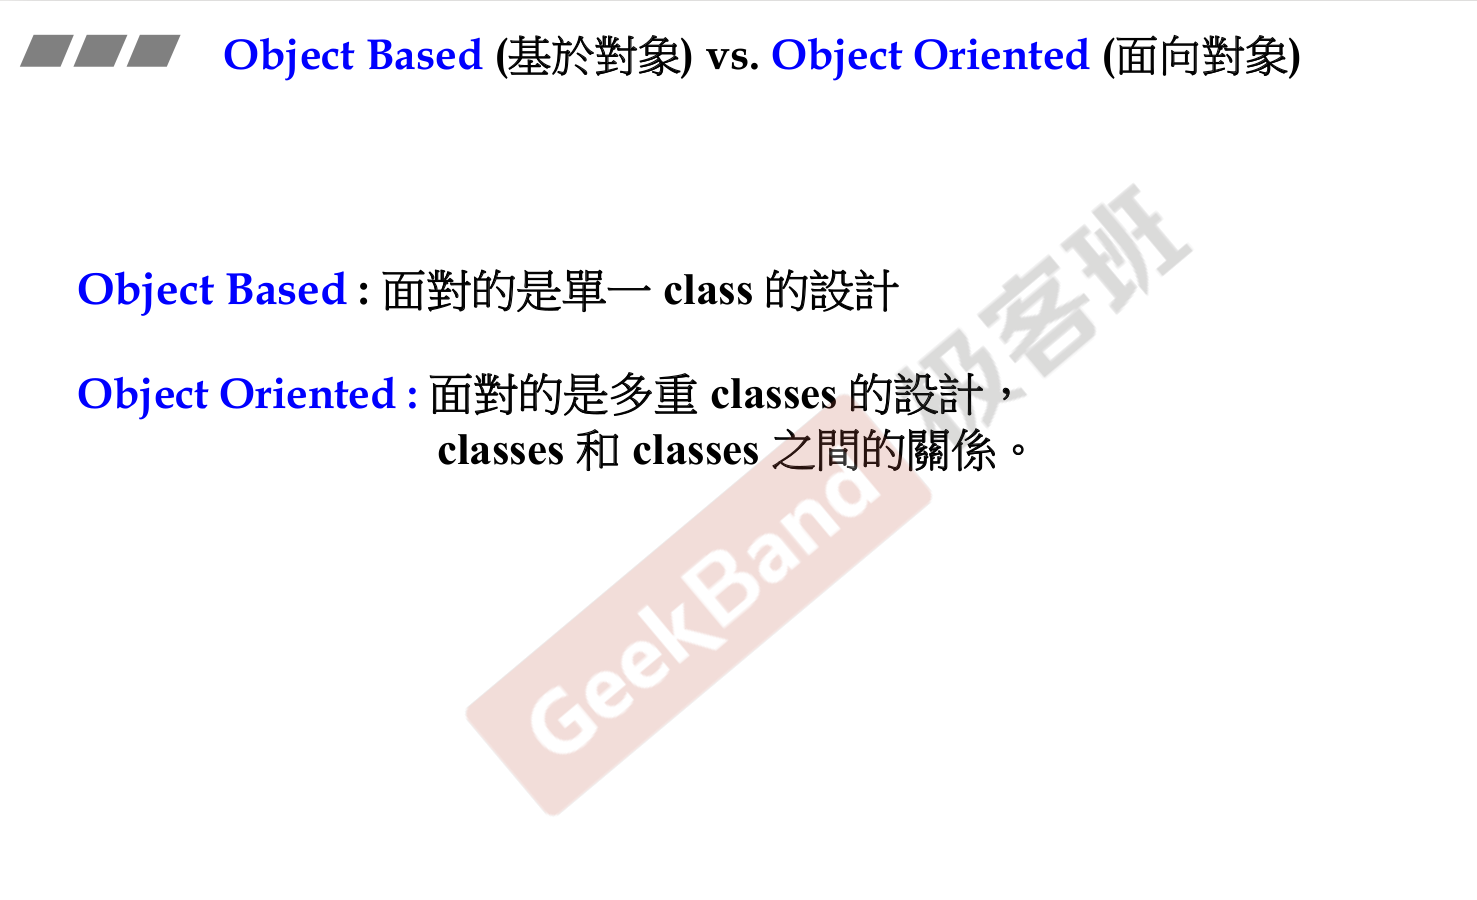 Object Based (基於對象) vs. Object Oriented (面向對象)
Object Based : 面對的是單一 class 的設計
Object Oriented : 面對的是多重 classes 的設計，
classes 和 classes 之間的關係。
GeekBand 极客班